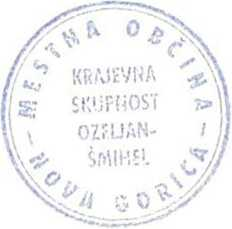 MESTNA OBČINA
- NOVA GORICA -
KRAJEVNA
SKUPNOST
OZELJAN-
ŠMIHEL